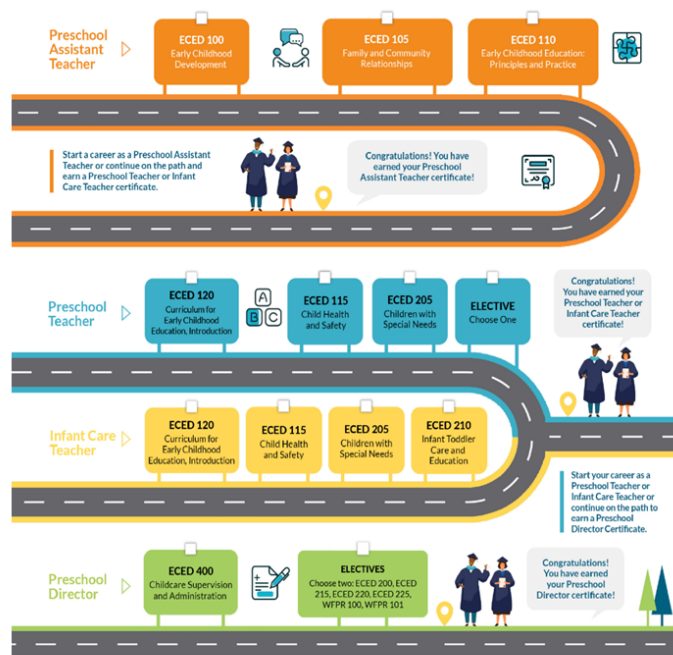 Preschool
Assistant
Teacher
ECED 100
Early Childhood
Development
ECED 105
Family and Community
Relationships
ECED 110
Early Childhood Education:
Principles and Practice
Start a career as a Preschool Assistant
Teacher or continue on the path and
earn a Preschool Teacher or Infant
Care Teacher certificate.
Congratulations! You have
earned your Preschool
Assistant Teacher certificate!
Preschool
Teacher
ECED 120
Curriculum for
Early Childhood
Education, Introduction
A
B C
ECED 115
Child Health
and Safety
ECED 205
Children with
Special Needs
ELECTIVE
Choose One
Congratulations!
You have earned your
Preschool Teacher or
Infant Care Teacher
certificate!
Infant Care
Teacher
ECED 120
Curriculum for
Early Childhood
Education, Introduction
ECED 115
Child Health
and Safety
ECED 205
Children with
Special Needs
ECED 210
Infant Toddler
Care and
Education
Start your career as a
Preschool Teacher or
Infant Care Teacher or
continue on the path to
earn a Preschool
Director Certificate.
Preschool
Director
ECED 400
Childcare Supervision
and Administration
ELECTIVES
Choose two: ECED 200, ECED
215, ECED 220, ECED 225,
WFPR 100, WFPR 101
Congratulations!
You have earned
your Preschool
Director certificate!